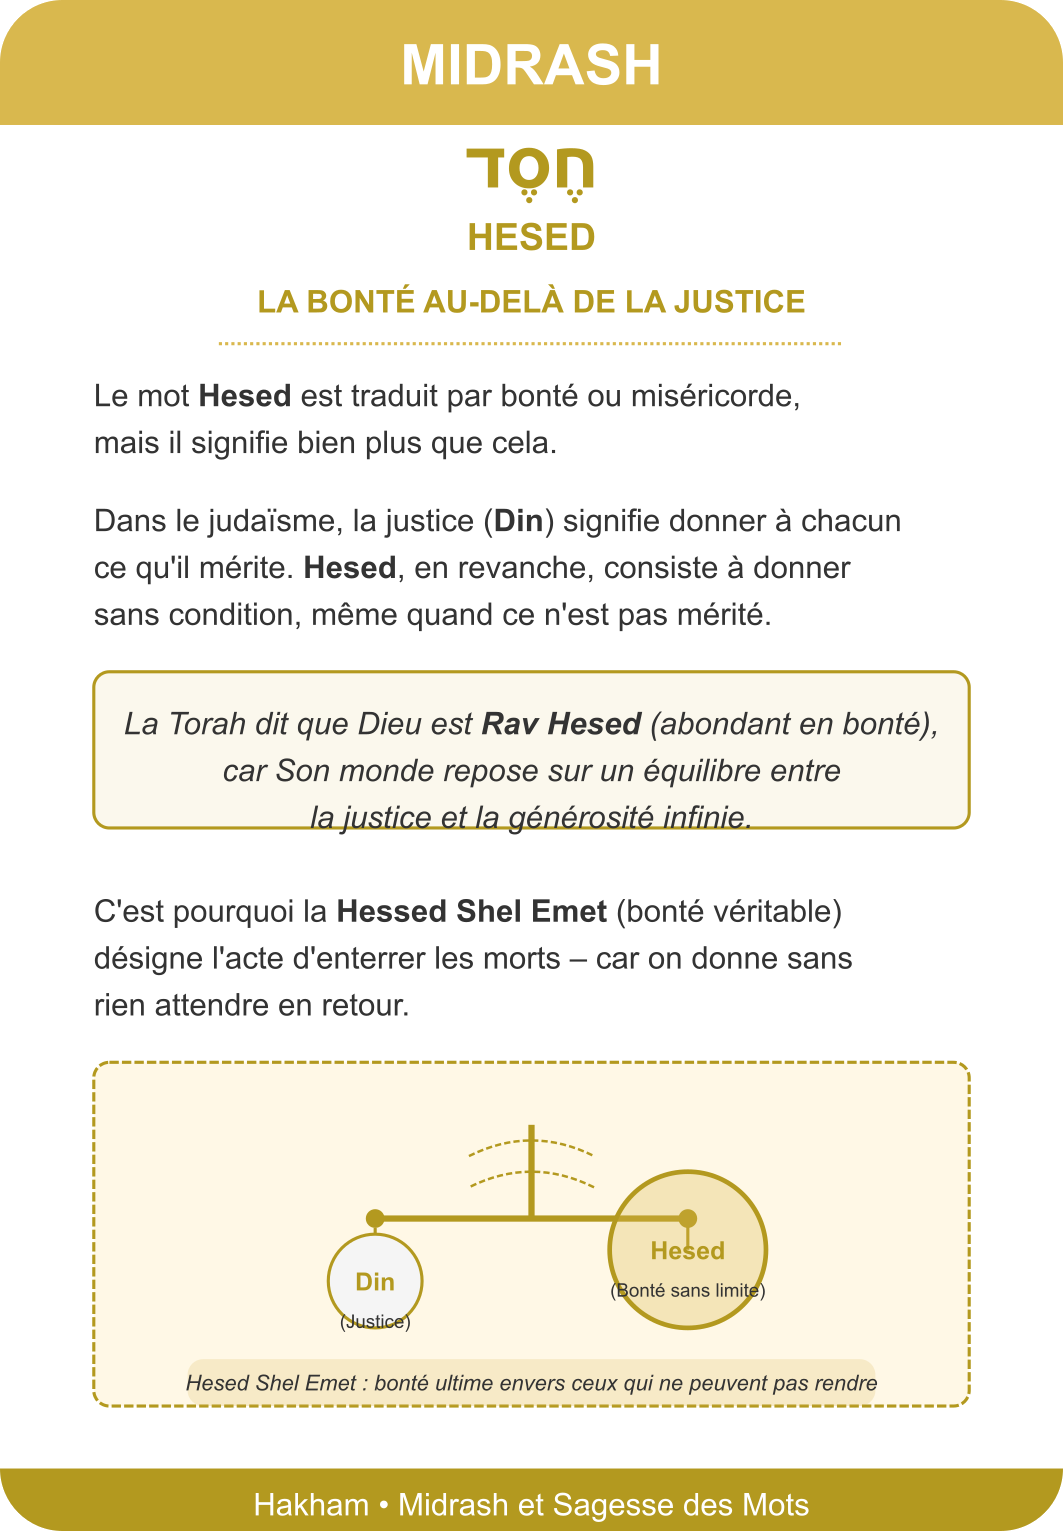 MIDRASH
חֶסֶד
HESED
LA BONTÉ AU-DELÀ DE LA JUSTICE
Le mot Hesed est traduit par bonté ou miséricorde,
mais il signifie bien plus que cela.
Dans le judaïsme, la justice (Din) signifie donner à chacun
ce qu'il mérite. Hesed, en revanche, consiste à donner
sans condition, même quand ce n'est pas mérité.
La Torah dit que Dieu est Rav Hesed (abondant en bonté),
car Son monde repose sur un équilibre entre
la justice et la générosité infinie.
C'est pourquoi la Hessed Shel Emet (bonté véritable)
désigne l'acte d'enterrer les morts – car on donne sans
rien attendre en retour.
Din
(Justice)
Hesed
(Bonté sans limite)
Hesed Shel Emet : bonté ultime envers ceux qui ne peuvent pas rendre
Hakham • Midrash et Sagesse des Mots